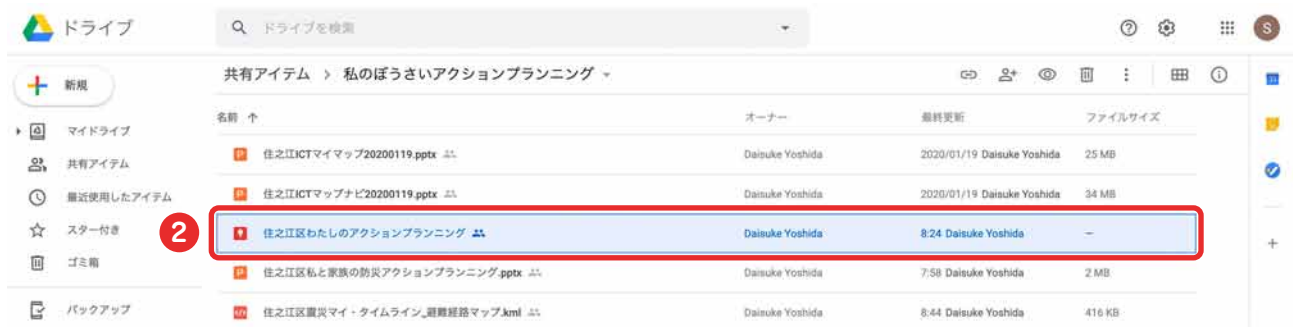 ドライブ
ドライブを検索
S
共有アイテム > 私のぼうさいアクションプランニング
新規
名前 ↑ オーナー 最終更新 ファイルサイズ
マイドライブ
住之江ICTマイマップ20200119.pptx Daisuke Yoshida 2020/01/19 Daisuke Yoshida 25 MB
共有アイテム
最近使用したアイテム
住之江ICTマップナビ20200119.pptx Daisuke Yoshida 2020/01/19 Daisuke Yoshida 34 MB
スター付き
2
住之江区わたしのアクションプランニング Daisuke Yoshida 8:24 Daisuke Yoshida –
ゴミ箱
住之江区私と家族の防災アクションプランニング.pptx Daisuke Yoshida 7:58 Daisuke Yoshida 2 MB
バックアップ
住之江区震災マイ・タイムライン_避難経路マップ.kml Daisuke Yoshida 8:44 Daisuke Yoshida 416 KB